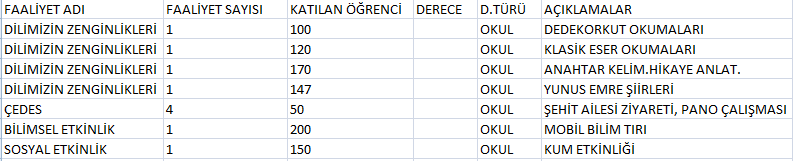 FAALİYET ADI FAALİYET SAYISI KATILAN ÖĞRENCİ DERECE D.TÜRÜ AÇIKLAMALAR
DİLİMİZİN ZENGİNLİKLERİ 1 100 OKUL DEDEKORKUT OKUMALARI
DİLİMİZİN ZENGİNLİKLERİ 1 120 OKUL KLASİK ESER OKUMALARI
DİLİMİZİN ZENGİNLİKLERİ 1 170 OKUL ANAHTAR KELİM.HİKAYE ANLAT.
DİLİMİZİN ZENGİNLİKLERİ 1 147 OKUL YUNUS EMRE ŞİİRLERİ
ÇEDES 4 50 OKUL ŞEHİT AİLESİ ZİYARETİ, PANO ÇALIŞMASI
BİLİMSEL ETKİNLİK 1 200 OKUL MOBİL BİLİM TIRI
SOSYAL ETKİNLİK 1 150 OKUL KUM ETKİNLİĞİ